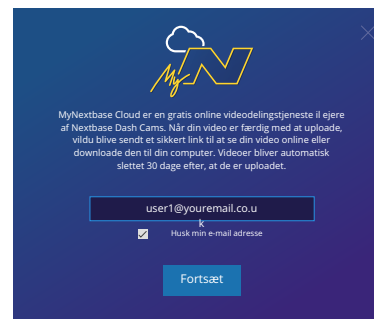 My N
MyNextbase Cloud er en gratis online videodelingstjeneste il ejere
af Nextbase Dash Cams. Når din video er færdig med at uploade,
vildu blive sendt et sikkert link til at se din video online eller
downloade den til din computer. Videoer bliver automatisk
slettet 30 dage efter, at de er uploadet.
user1@youremail.co.u
k
Husk min e-mail adresse
Fortsæt